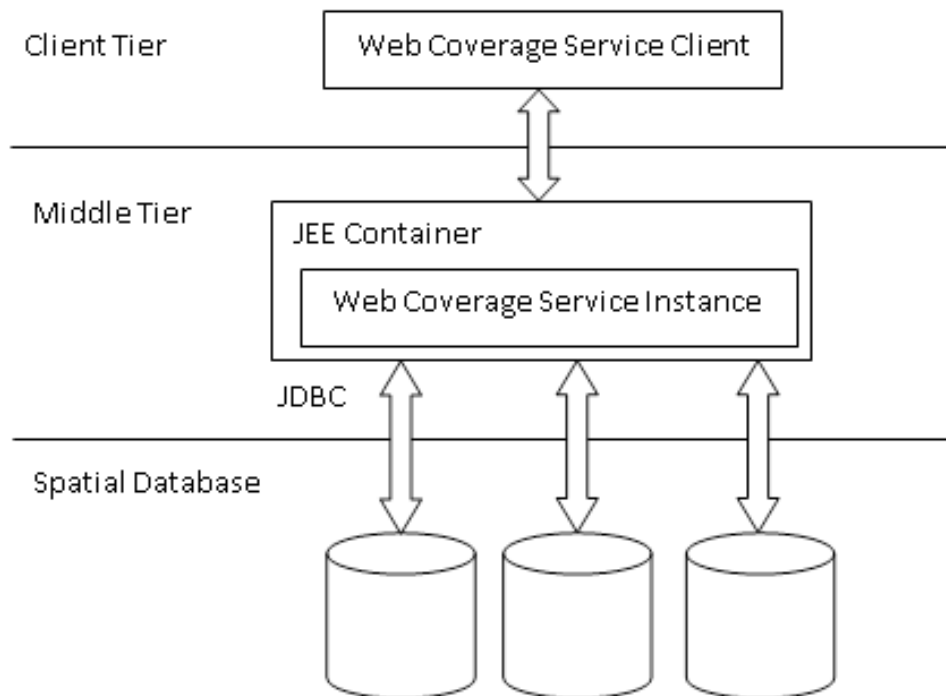 Client Tier
Web Coverage Service Client
Middle Tier
JEE Container
Web Coverage Service Instance
JDBC
Spatial Database